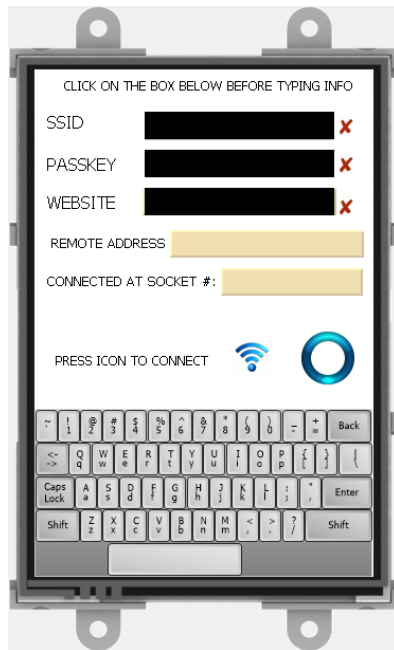 CLICK ON THE BOX BELOW BEFORE TYPING INFO
SSID
PASSKEY
WEBSITE
REMOTE ADDRESS
CONNECTED AT SOCKET #:
PRESS ICON TO CONNECT
~ ` ! 1 @ 2 # 3 $ 4 % 5 ^ 6 & 7 * 8 ( 9 ) 0 _ - + = Back
<- -> Q q W w E e R r T t Y y U u I i O o P p { [ } ] | \
Caps Lock A a S s D d F f G g H h J j K k L l : ; " ' Enter
Shift Z z X x C c V v B b N n M m < , > . ? / Shift